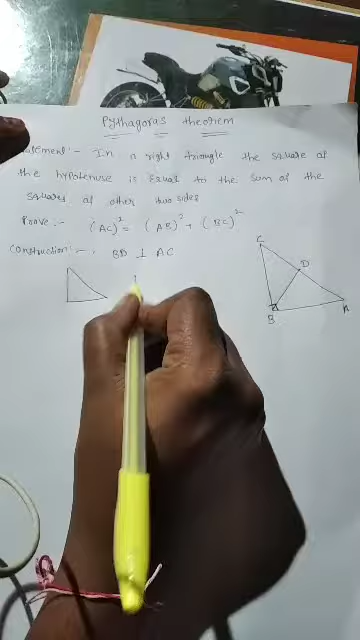 Pythagoras theorem
In a right triangle the square of
the hypotenuse is Equal to the sum of the
squares of other two sides
Prove :- (AC)² = (AB)² + (BC)²
Construction :- BD ⊥ AC
C
D
B
A